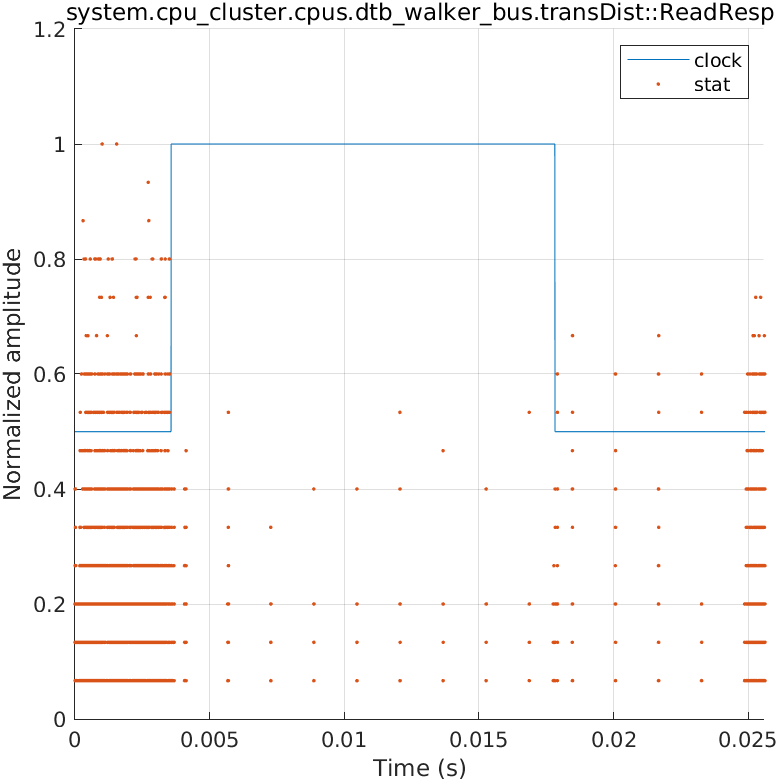 system.cpu_cluster.cpus.dtb_walker_bus.transDist::ReadResp
1.2
1
0.8
0.6
0.4
0.2
0
clock
stat
Normalized amplitude
0
0.005
0.01
0.015
0.02
0.025
Time (s)